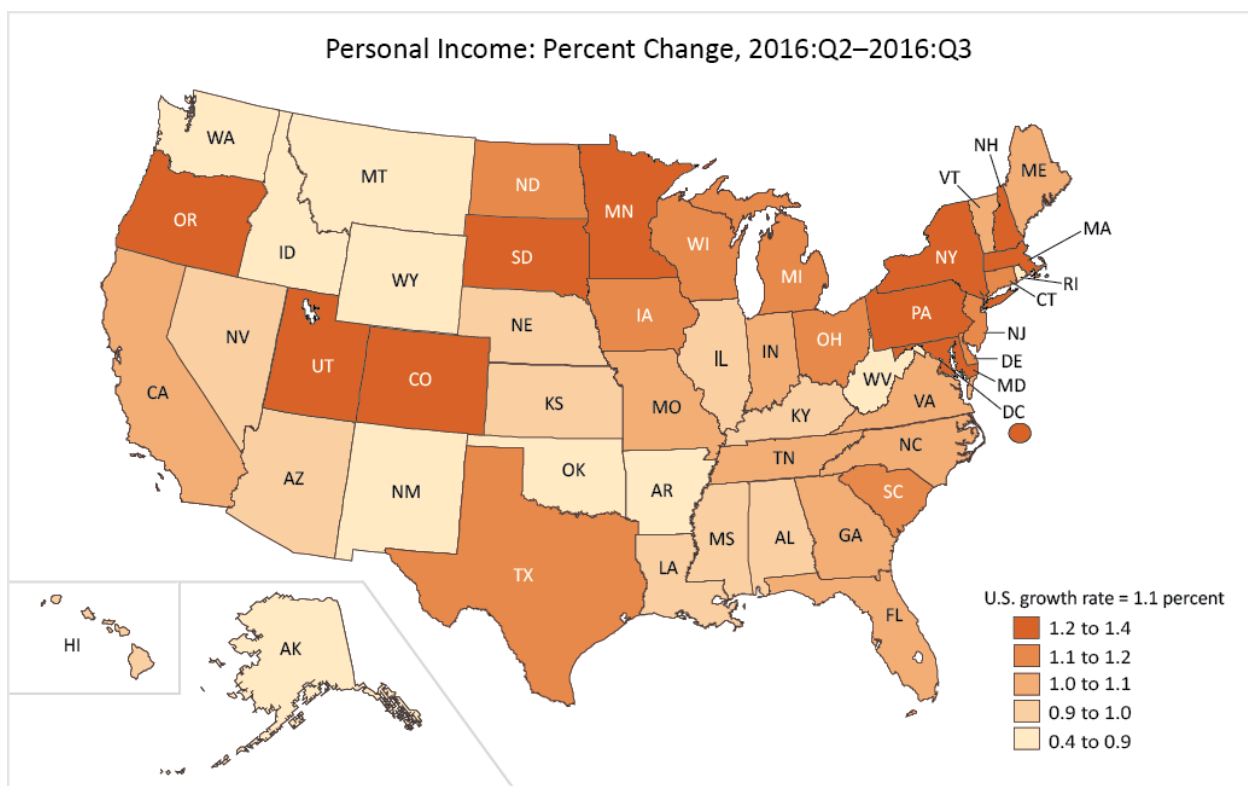 Personal Income: Percent Change, 2016:Q2–2016:Q3
WA
MT
ND
MN
OR
ID
WY
SD
WI
MI
NH
VT
ME
NY
MA
RI
CT
PA
NJ
DE
MD
DC
NV
UT
CO
NE
IA
IL
IN
OH
WV
VA
CA
AZ
NM
KS
MO
KY
TN
NC
OK
AR
SC
TX
LA
MS
AL
GA
FL
HI
AK
U.S. growth rate = 1.1 percent
1.2 to 1.4
1.1 to 1.2
1.0 to 1.1
0.9 to 1.0
0.4 to 0.9